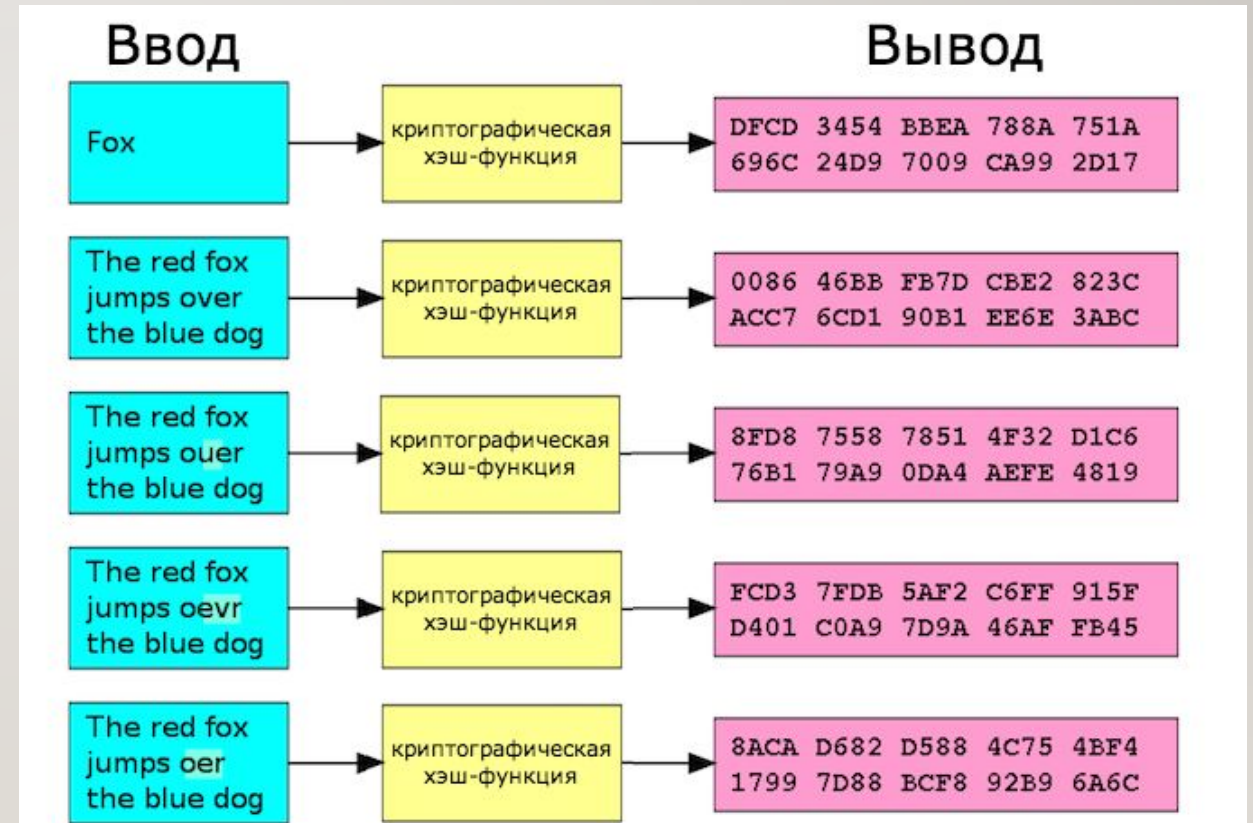 Ввод
Вывод
Fox
криптографическая
хэш-функция
DFCD 3454 BBEA 788A 751A
696C 24D9 7009 CA99 2D17
The red fox
jumps over
the blue dog
криптографическая
хэш-функция
0086 46BB FB7D CBE2 823C
ACC7 6CD1 90B1 EE6E 3ABC
The red fox
jumps ouer
the blue dog
криптографическая
хэш-функция
8FD8 7558 7851 4F32 D1C6
76B1 79A9 0DA4 AEFE 4819
The red fox
jumps oevr
the blue dog
криптографическая
хэш-функция
FCD3 7FDB 5AF2 C6FF 915F
D401 C0A9 7D9A 46AF FB45
The red fox
jumps oer
the blue dog
криптографическая
хэш-функция
8ACA D682 D588 4C75 4BF4
1799 7D88 BCF8 92B9 6A6C